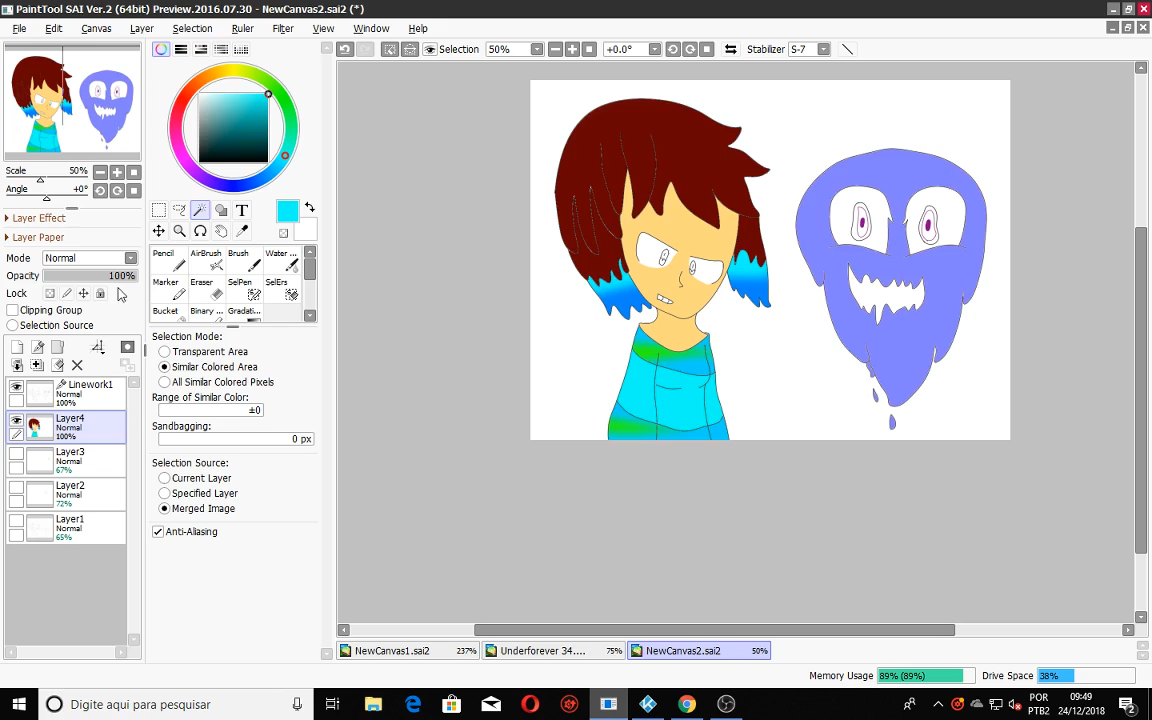 PaintTool SAI Ver.2 (64bit) Preview.2016.07.30 - NewCanvas2.sai2 (*)
File Edit Canvas Layer Selection Ruler Filter View Window Help
Selection 50% +0.0° Stabilizer S-7
Scale 50%
Angle +0°
Layer Effect
Layer Paper
Mode Normal
Opacity 100%
Lock
Clipping Group
Selection Source
Linework1
Normal
100%
Layer4
Normal
100%
Layer3
Normal
67%
Layer2
Normal
72%
Layer1
Normal
65%
T
Pencil AirBrush Brush Water ...
Marker Eraser SelPen SelErs
Bucket Binary ... Gradati...
Selection Mode:
Transparent Area
Similar Colored Area
All Similar Colored Pixels
Range of Similar Color:
±0
Sandbagging:
0 px
Selection Source:
Current Layer
Specified Layer
Merged Image
Anti-Aliasing
NewCanvas1.sai2 237% Underforever 34.... 75% NewCanvas2.sai2 50%
Memory Usage 89% (89%) Drive Space 38%
Digite aqui para pesquisar
POR 09:49
PTB2 24/12/2018 2